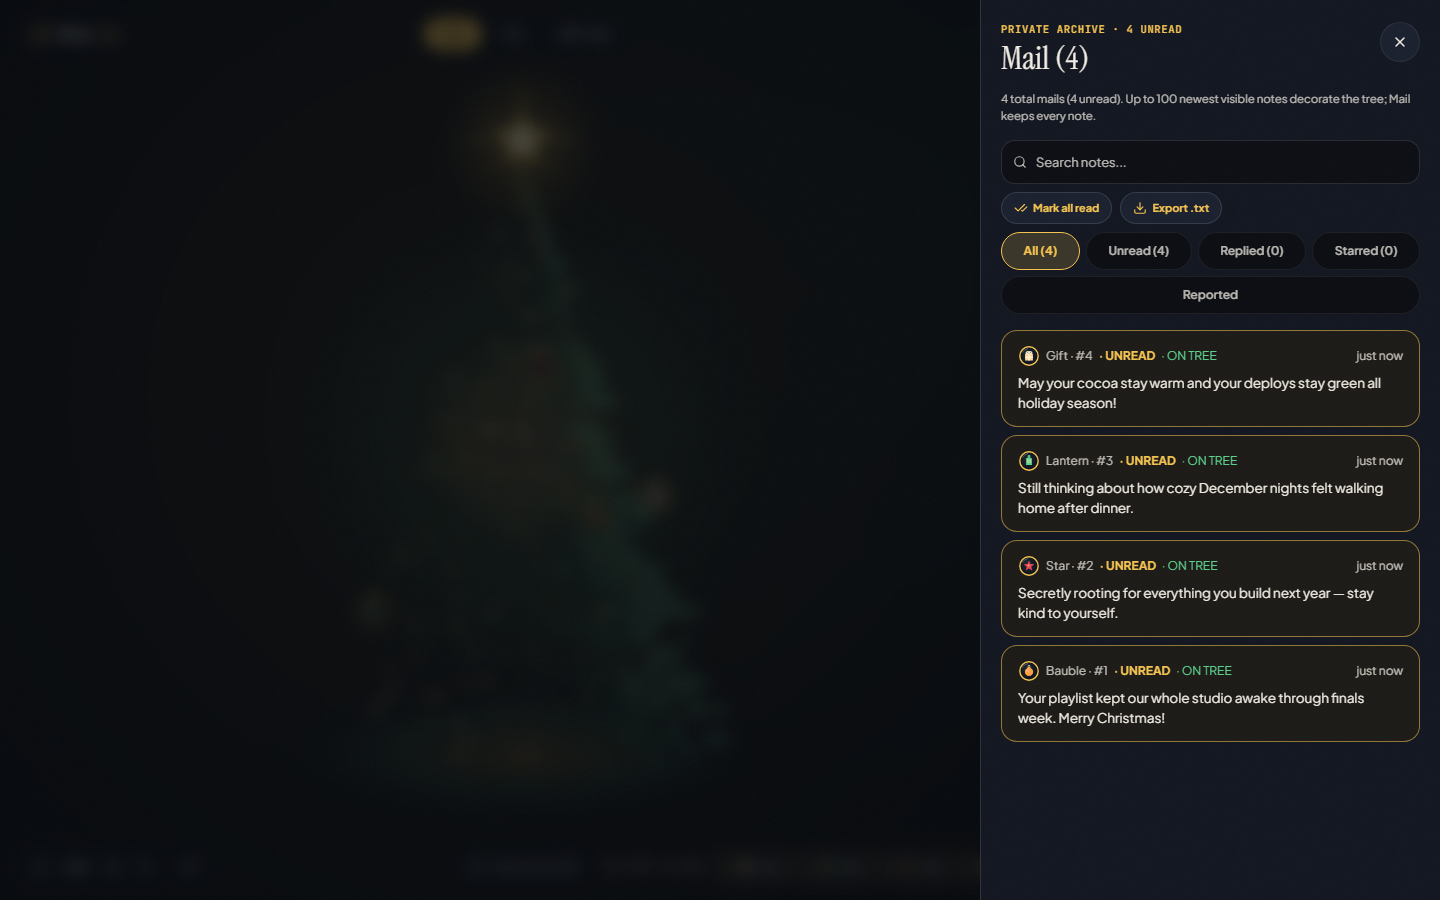 PRIVATE ARCHIVE · 4 UNREAD
Mail (4)
4 total mails (4 unread). Up to 100 newest visible notes decorate the tree; Mail
keeps every note.
Search notes...
Mark all read
Export .txt
All (4)
Unread (4)
Replied (0)
Starred (0)
Reported
Gift · #4 · UNREAD · ON TREE just now
May your cocoa stay warm and your deploys stay green all
holiday season!
Lantern · #3 · UNREAD · ON TREE just now
Still thinking about how cozy December nights felt walking
home after dinner.
Star · #2 · UNREAD · ON TREE just now
Secretly rooting for everything you build next year — stay
kind to yourself.
Bauble · #1 · UNREAD · ON TREE just now
Your playlist kept our whole studio awake through finals
week. Merry Christmas!